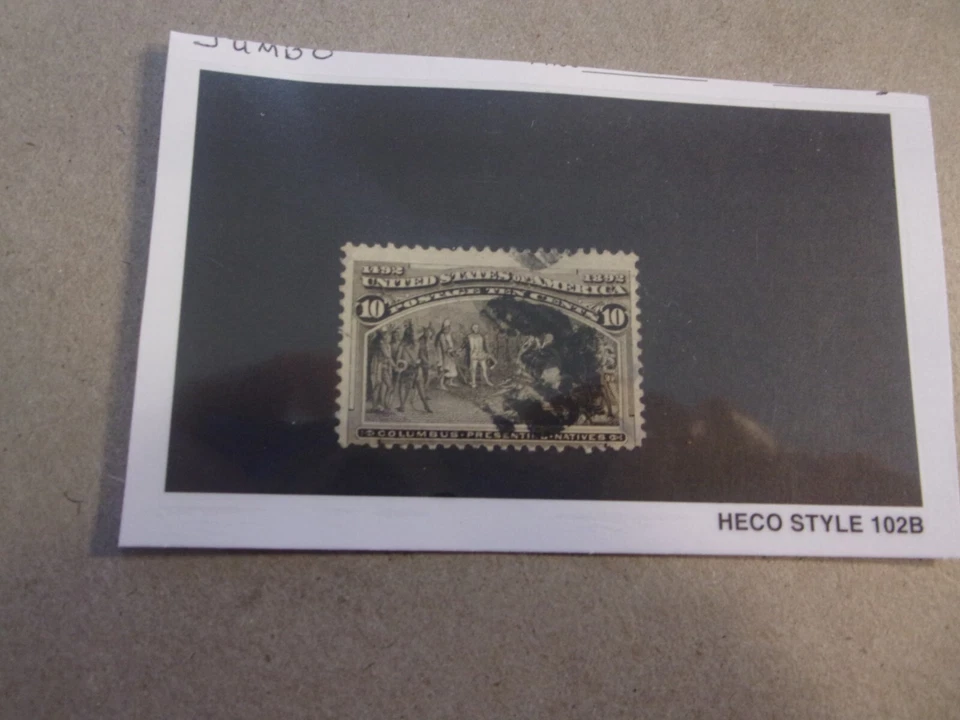 JUMBO
1492 1892
UNITED STATES OF AMERICA
10 POSTAGE TEN CENTS 10
COLUMBUS · PRESENTING · NATIVES
HECO STYLE 102B